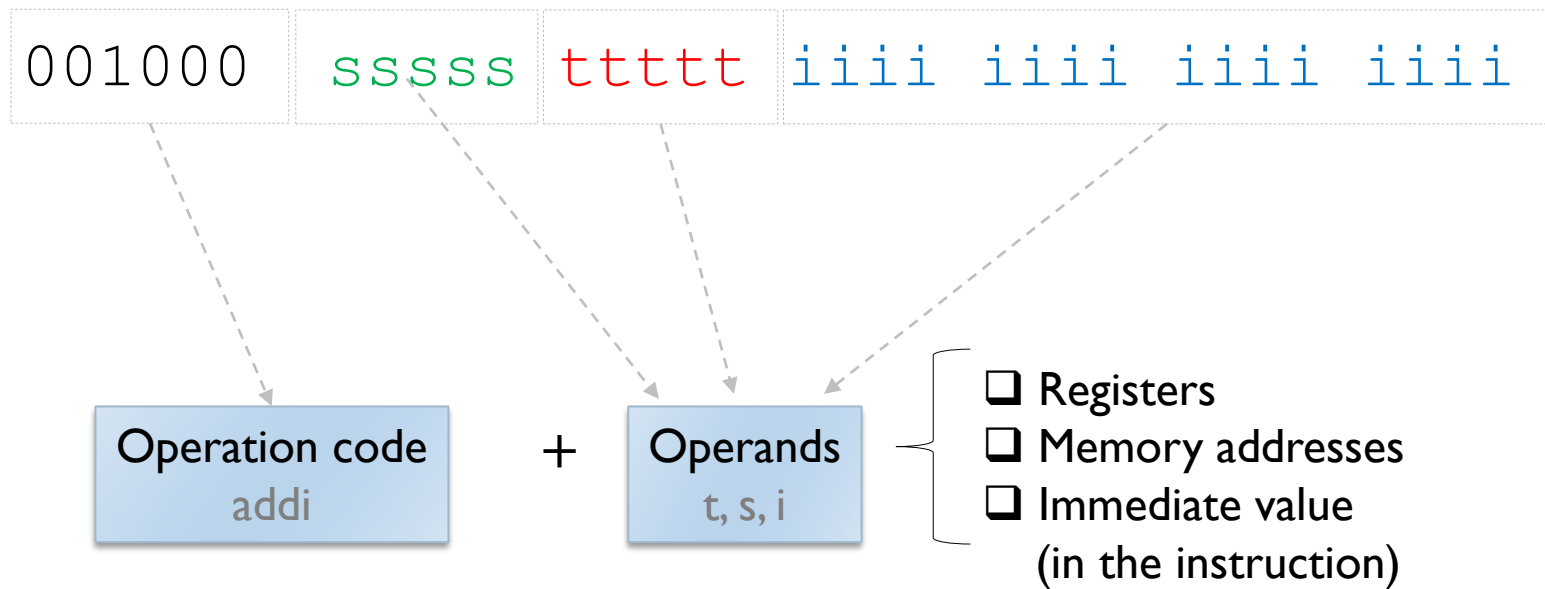 001000 sssss ttttt iiii iiii iiii iiii
Operation code
addi
+
Operands
t, s, i
❑ Registers
❑ Memory addresses
❑ Immediate value
(in the instruction)